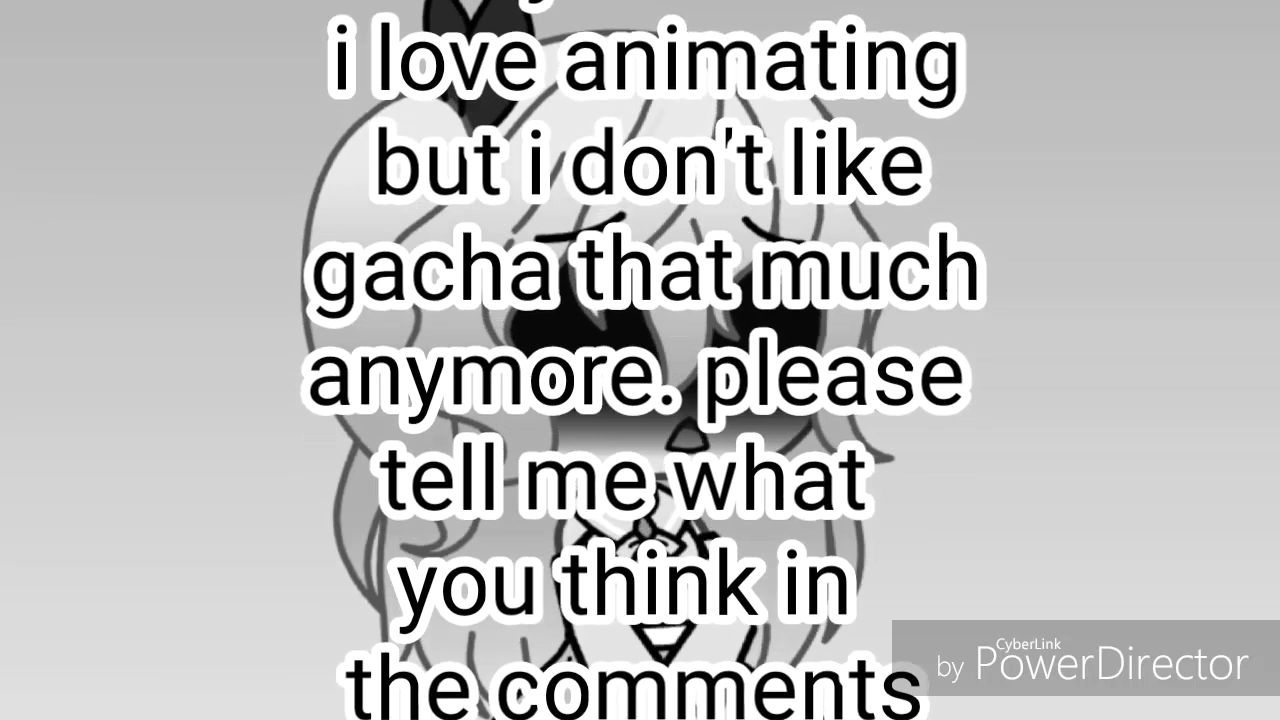 i love animating
but i don't like
gacha that much
anymore. please
tell me what
you think in
the comments
CyberLink
by PowerDirector